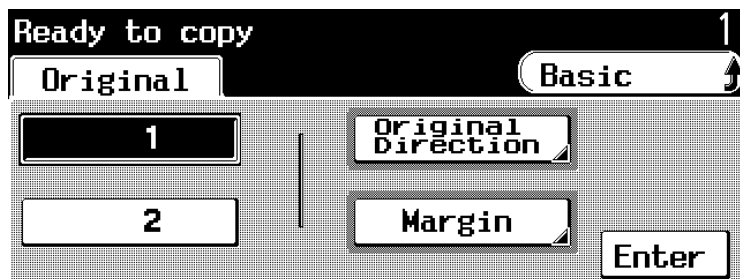 Ready to copy 1
Original Basic
1
Original
Direction
2
Margin
Enter